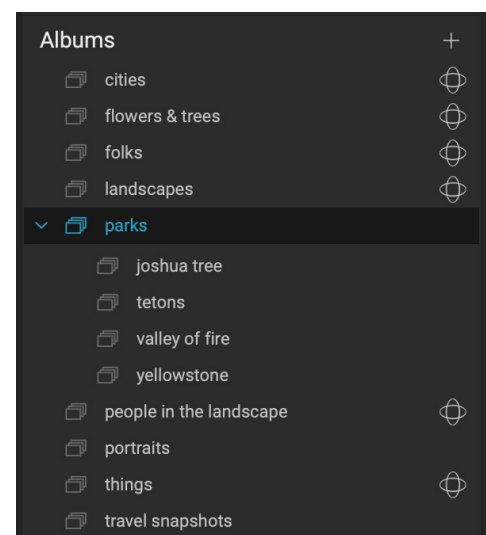 Albums
cities
flowers & trees
folks
landscapes
parks
joshua tree
tetons
valley of fire
yellowstone
people in the landscape
portraits
things
travel snapshots